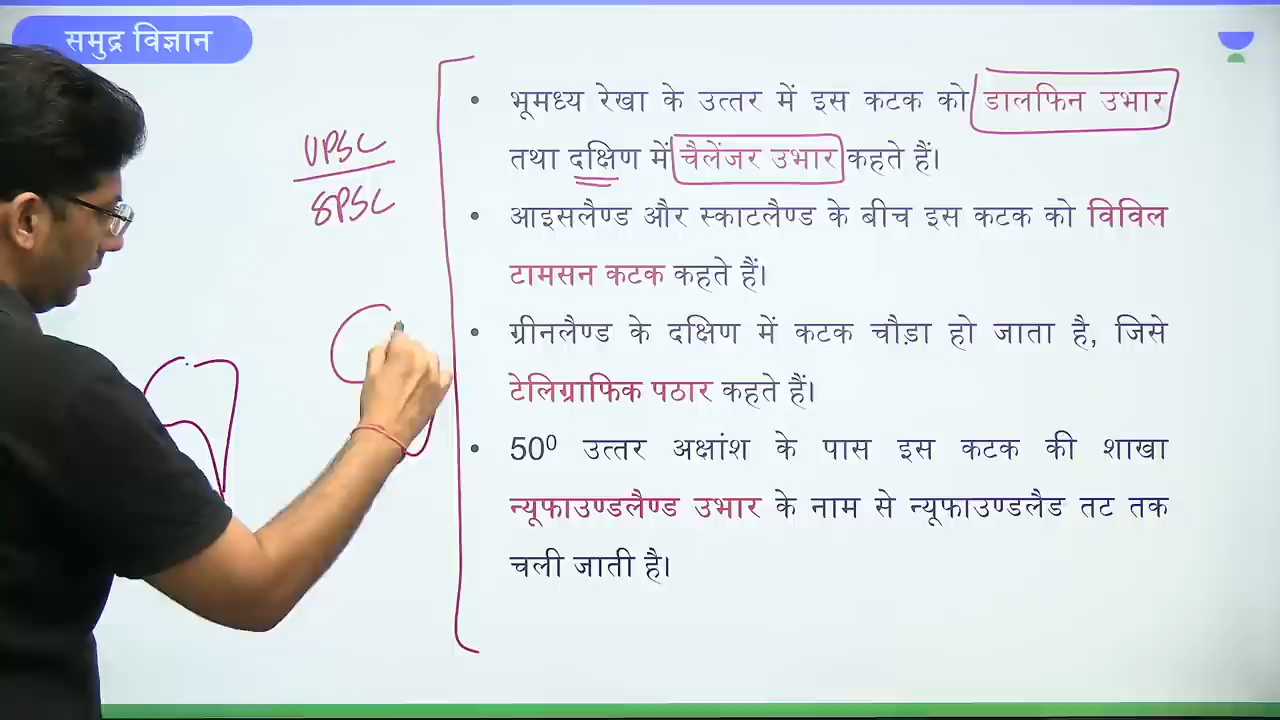 समुद्र विज्ञान
UPSC
SPSC
• भूमध्य रेखा के उत्तर में इस कटक को डालफिन उभार
तथा दक्षिण में चैलेंजर उभार कहते हैं।
• आइसलैण्ड और स्काटलैण्ड के बीच इस कटक को विविल
टामसन कटक कहते हैं।
• ग्रीनलैण्ड के दक्षिण में कटक चौड़ा हो जाता है, जिसे
टेलिग्राफिक पठार कहते हैं।
• 50⁰ उत्तर अक्षांश के पास इस कटक की शाखा
न्यूफाउण्डलैण्ड उभार के नाम से न्यूफाउण्डलैड तट तक
चली जाती है।